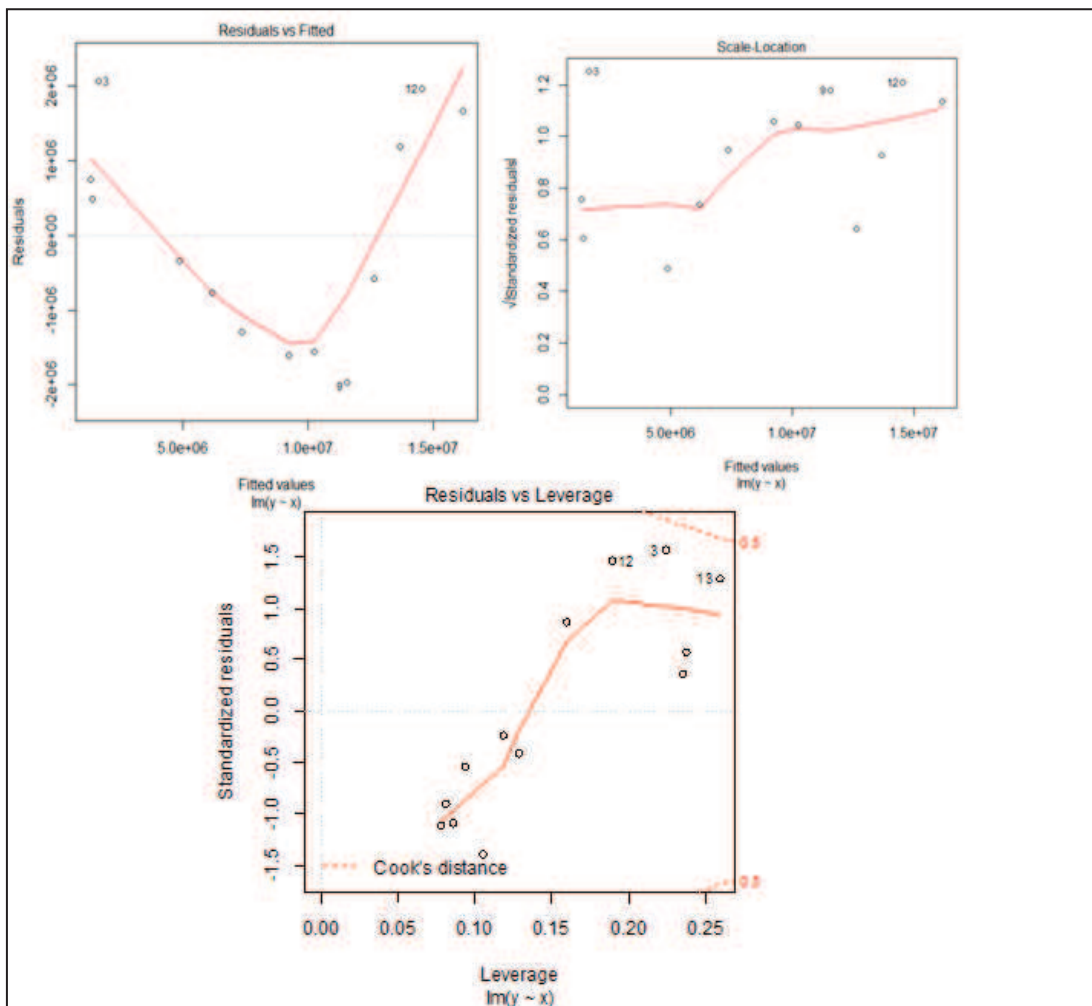 Residuals vs Fitted
Residuals
2e+06
1e+06
0e+00
-1e+06
-2e+06
3
12
9
5.0e+06 1.0e+07 1.5e+07
Fitted values
lm(y ~ x)
Scale-Location
√|Standardized residuals|
1.2
1.0
0.8
0.6
0.4
0.2
0.0
3
9
12
5.0e+06 1.0e+07 1.5e+07
Fitted values
lm(y ~ x)
Residuals vs Leverage
Standardized residuals
1.5
1.0
0.5
0.0
-0.5
-1.0
-1.5
12
3
13
0.5
0.5
Cook's distance
0.00 0.05 0.10 0.15 0.20 0.25
Leverage
lm(y ~ x)